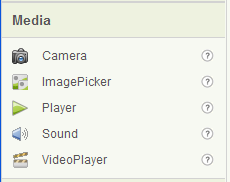 Media
Camera ?
ImagePicker ?
Player ?
Sound ?
VideoPlayer ?